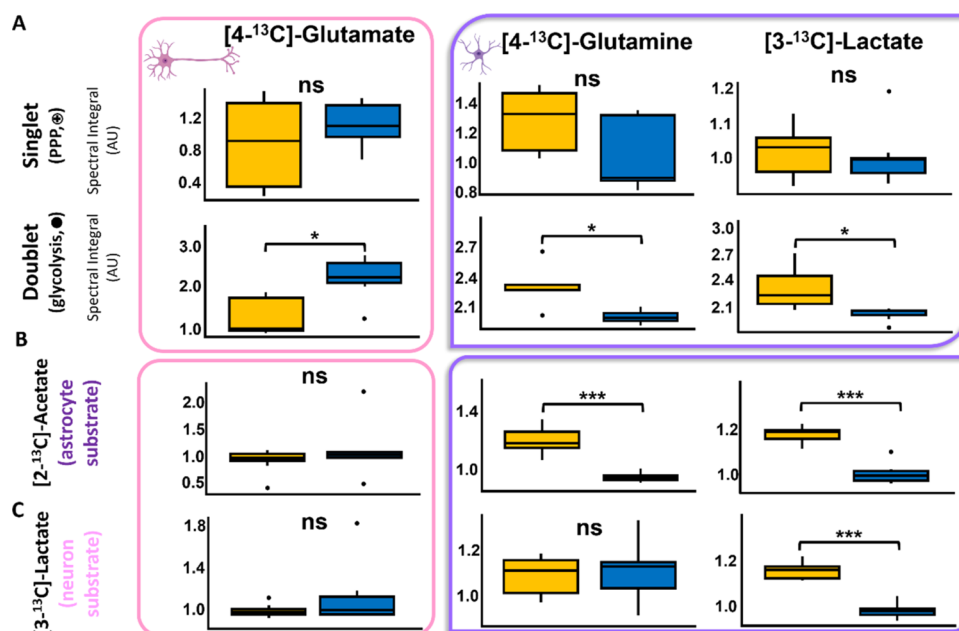 A
[4-¹³C]-Glutamate
[4-¹³C]-Glutamine
[3-¹³C]-Lactate
Singlet
(PPP,⊕)
Spectral Integral
(AU)
ns
1.2
0.8
0.4
ns
1.4
1.2
1.0
0.8
ns
1.2
1.1
1.0
Doublet
(glycolysis,●)
Spectral Integral
(AU)
*
3.0
2.0
1.0
*
2.7
2.4
2.1
*
3.0
2.7
2.4
2.1
B
[2-¹³C]-Acetate
(astrocyte
substrate)
ns
2.0
1.5
1.0
0.5
***
1.4
1.0
***
1.2
1.0
C
[3-¹³C]-Lactate
(neuron
substrate)
ns
1.8
1.4
1.0
ns
1.2
1.0
***
1.2
1.0